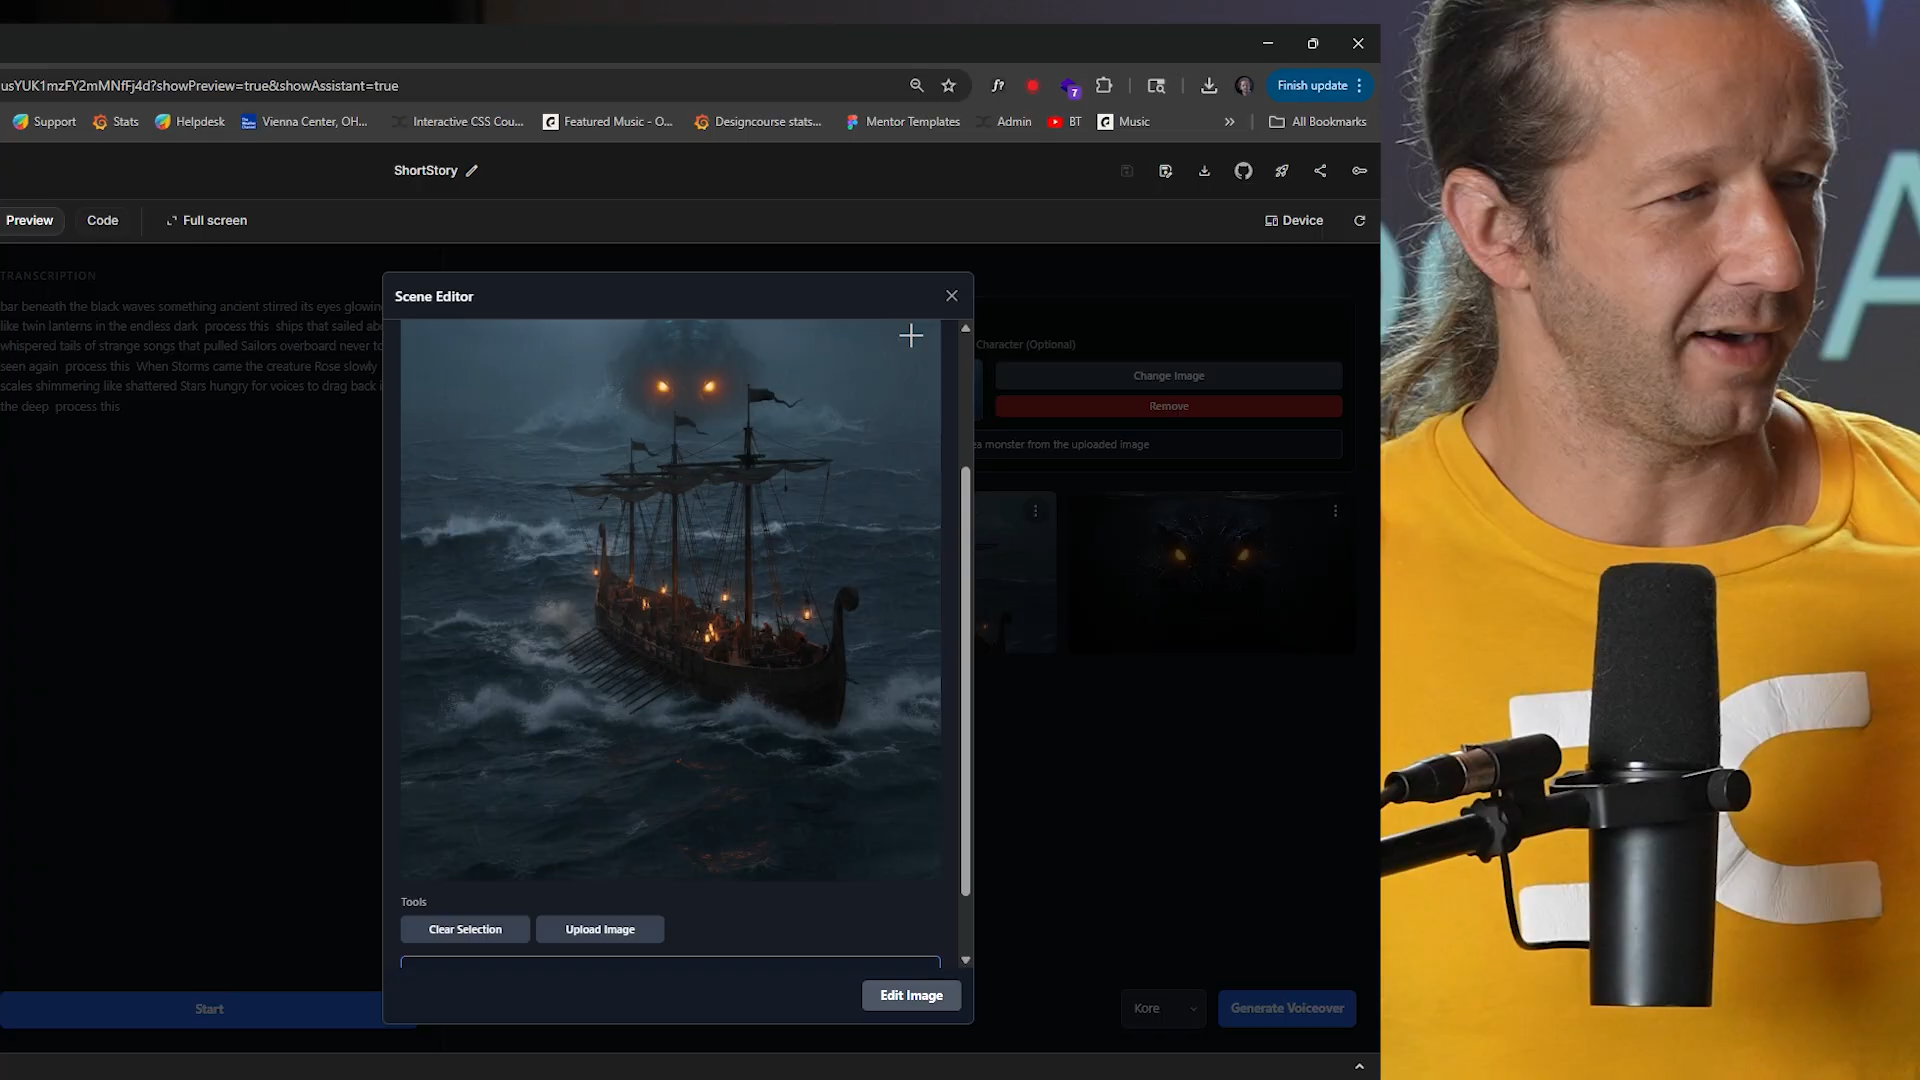 usYUK1mzFY2mMNfFj4d?showPreview=true&showAssistant=true
7
Finish update
Support
Stats
Helpdesk
Vienna Center, OH...
Interactive CSS Cou...
Featured Music - O...
Designcourse stats...
Mentor Templates
Admin
BT
Music
»
All Bookmarks
ShortStory
Preview
Code
Full screen
Device
TRANSCRIPTION
bar beneath the black waves something ancient stirred its eyes glowing
like twin lanterns in the endless dark process this ships that sailed abo
whispered tails of strange songs that pulled Sailors overboard never to
seen again process this When Storms came the creature Rose slowly
scales shimmering like shattered Stars hungry for voices to drag back i
the deep process this
Scene Editor
Character (Optional)
Change Image
Remove
ea monster from the uploaded image
Tools
Clear Selection
Upload Image
Edit Image
Start
Kore
Generate Voiceover
A